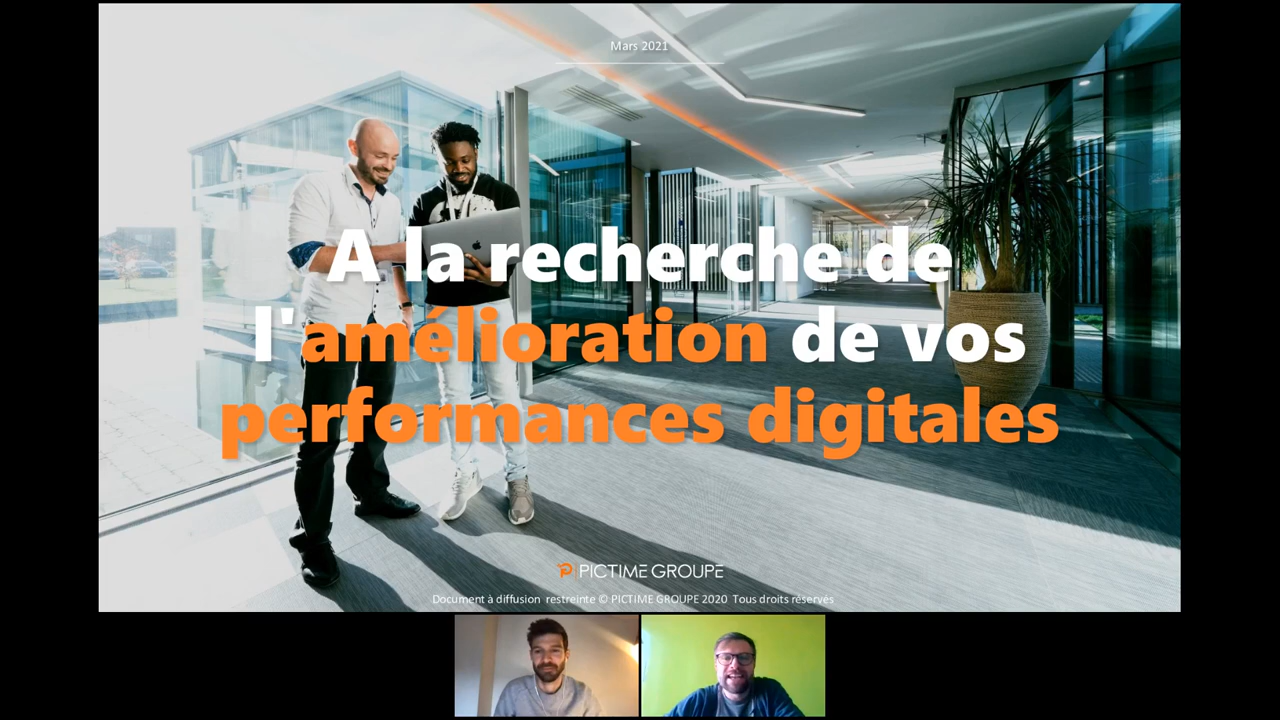 Mars 2021
A la recherche de
l'amélioration de vos
performances digitales
PICTIME GROUPE
Document à diffusion restreinte © PICTIME GROUPE 2020 Tous droits réservés